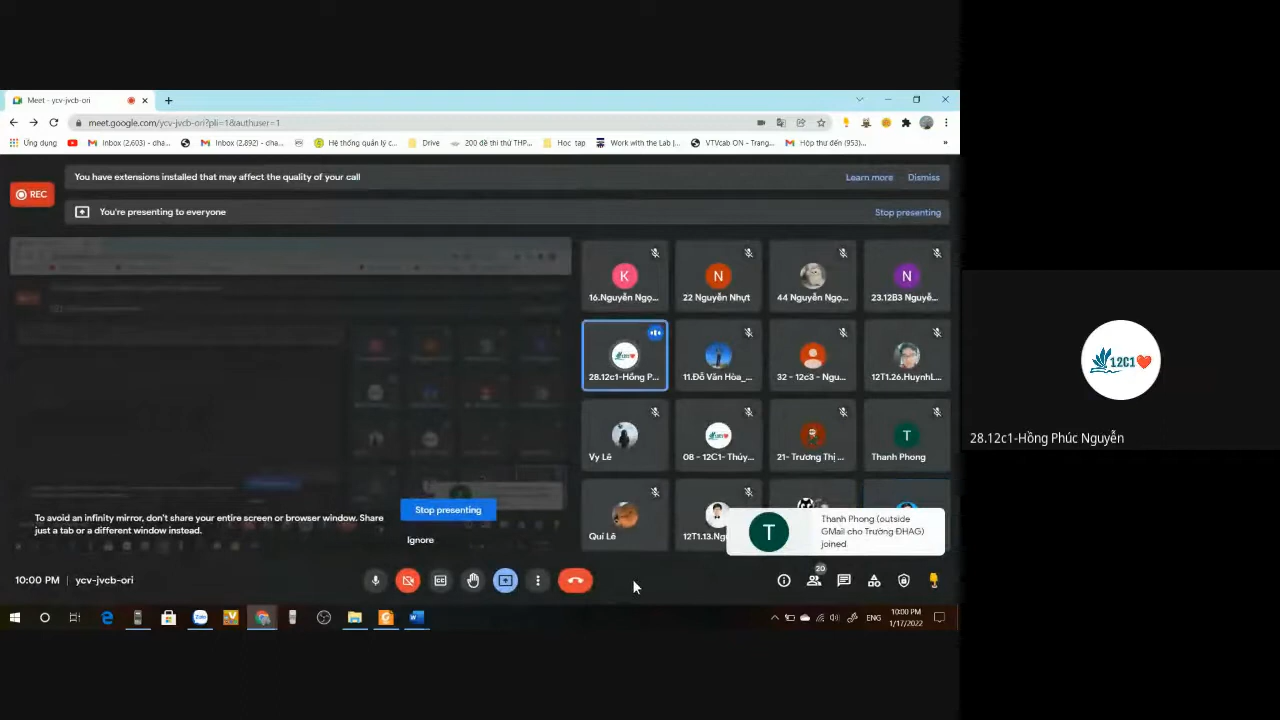 Meet - ycv-jvcb-ori
meet.google.com/ycv-jvcb-ori?pli=1&authuser=1
Ứng dụng
Inbox (2,603) - cha...
Inbox (2,892) - cha...
Hệ thống quản lý c...
Drive
200 đề thi thử THP...
Học tập
Work with the Lab |...
VTVcab ON - Trang...
Hộp thư đến (953)...
»
You have extensions installed that may affect the quality of your call
Learn more
Dismiss
REC
You're presenting to everyone
Stop presenting
K
16.Nguyễn Ngọ...
N
22 Nguyễn Nhựt
44 Nguyễn Ngọ...
N
23.12B3 Nguyễ...
12C1
28.12c1-Hồng P...
11.Đỗ Văn Hòa_...
32 - 12c3 - Ngu...
12T1.26.HuynhL...
12C1
28.12c1-Hồng Phúc Nguyễn
Vy Lê
08 - 12C1- Thúy...
21- Trương Thị ...
T
Thanh Phong
Quí Lê
12T1.13.Ng
T
Thanh Phong (outside
GMail cho Trường ĐHAG)
joined
To avoid an infinity mirror, don't share your entire screen or browser window. Share
just a tab or a different window instead.
Stop presenting
Ignore
10:00 PM | ycv-jvcb-ori
20
ENG
10:00 PM
1/17/2022